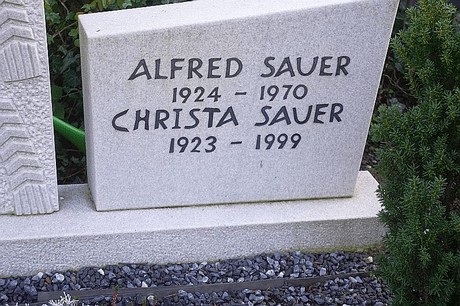 ALFRED SAUER
1924 - 1970
CHRISTA SAUER
1923 - 1999